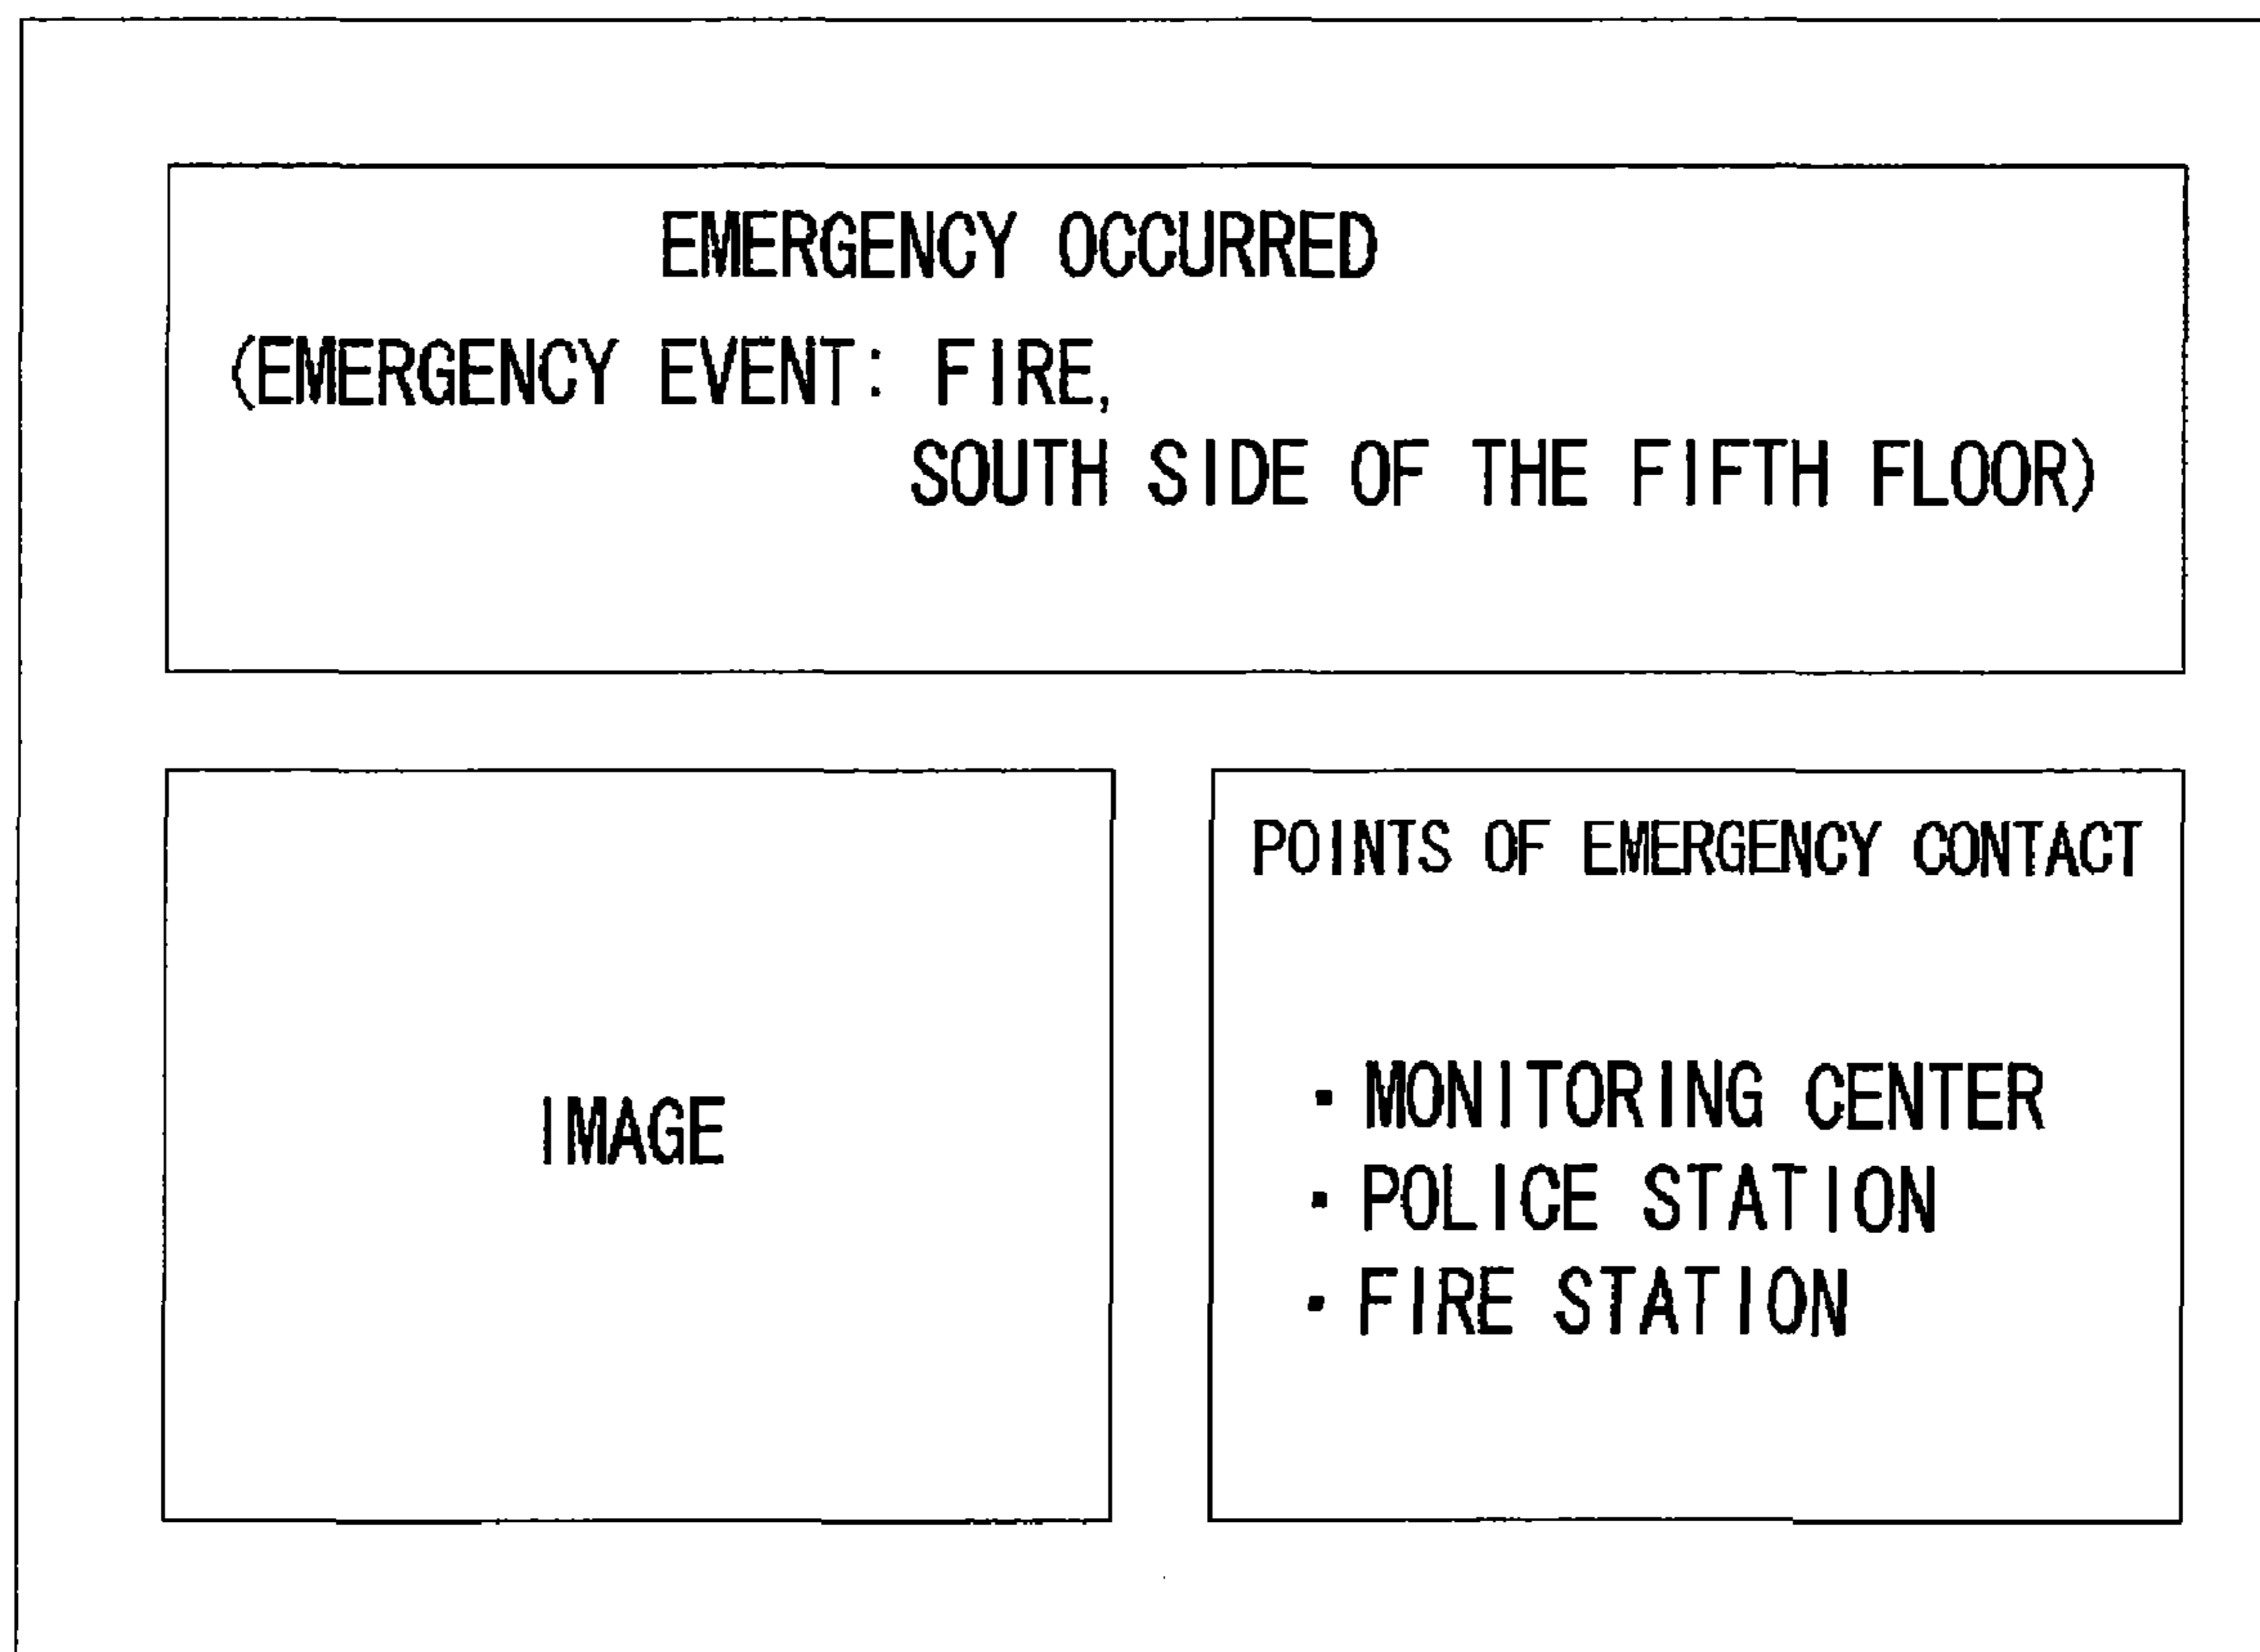 EMERGENCY OCCURRED
(EMERGENCY EVENT: FIRE,
SOUTH SIDE OF THE FIFTH FLOOR)
IMAGE
POINTS OF EMERGENCY CONTACT
・MONITORING CENTER
・POLICE STATION
・FIRE STATION